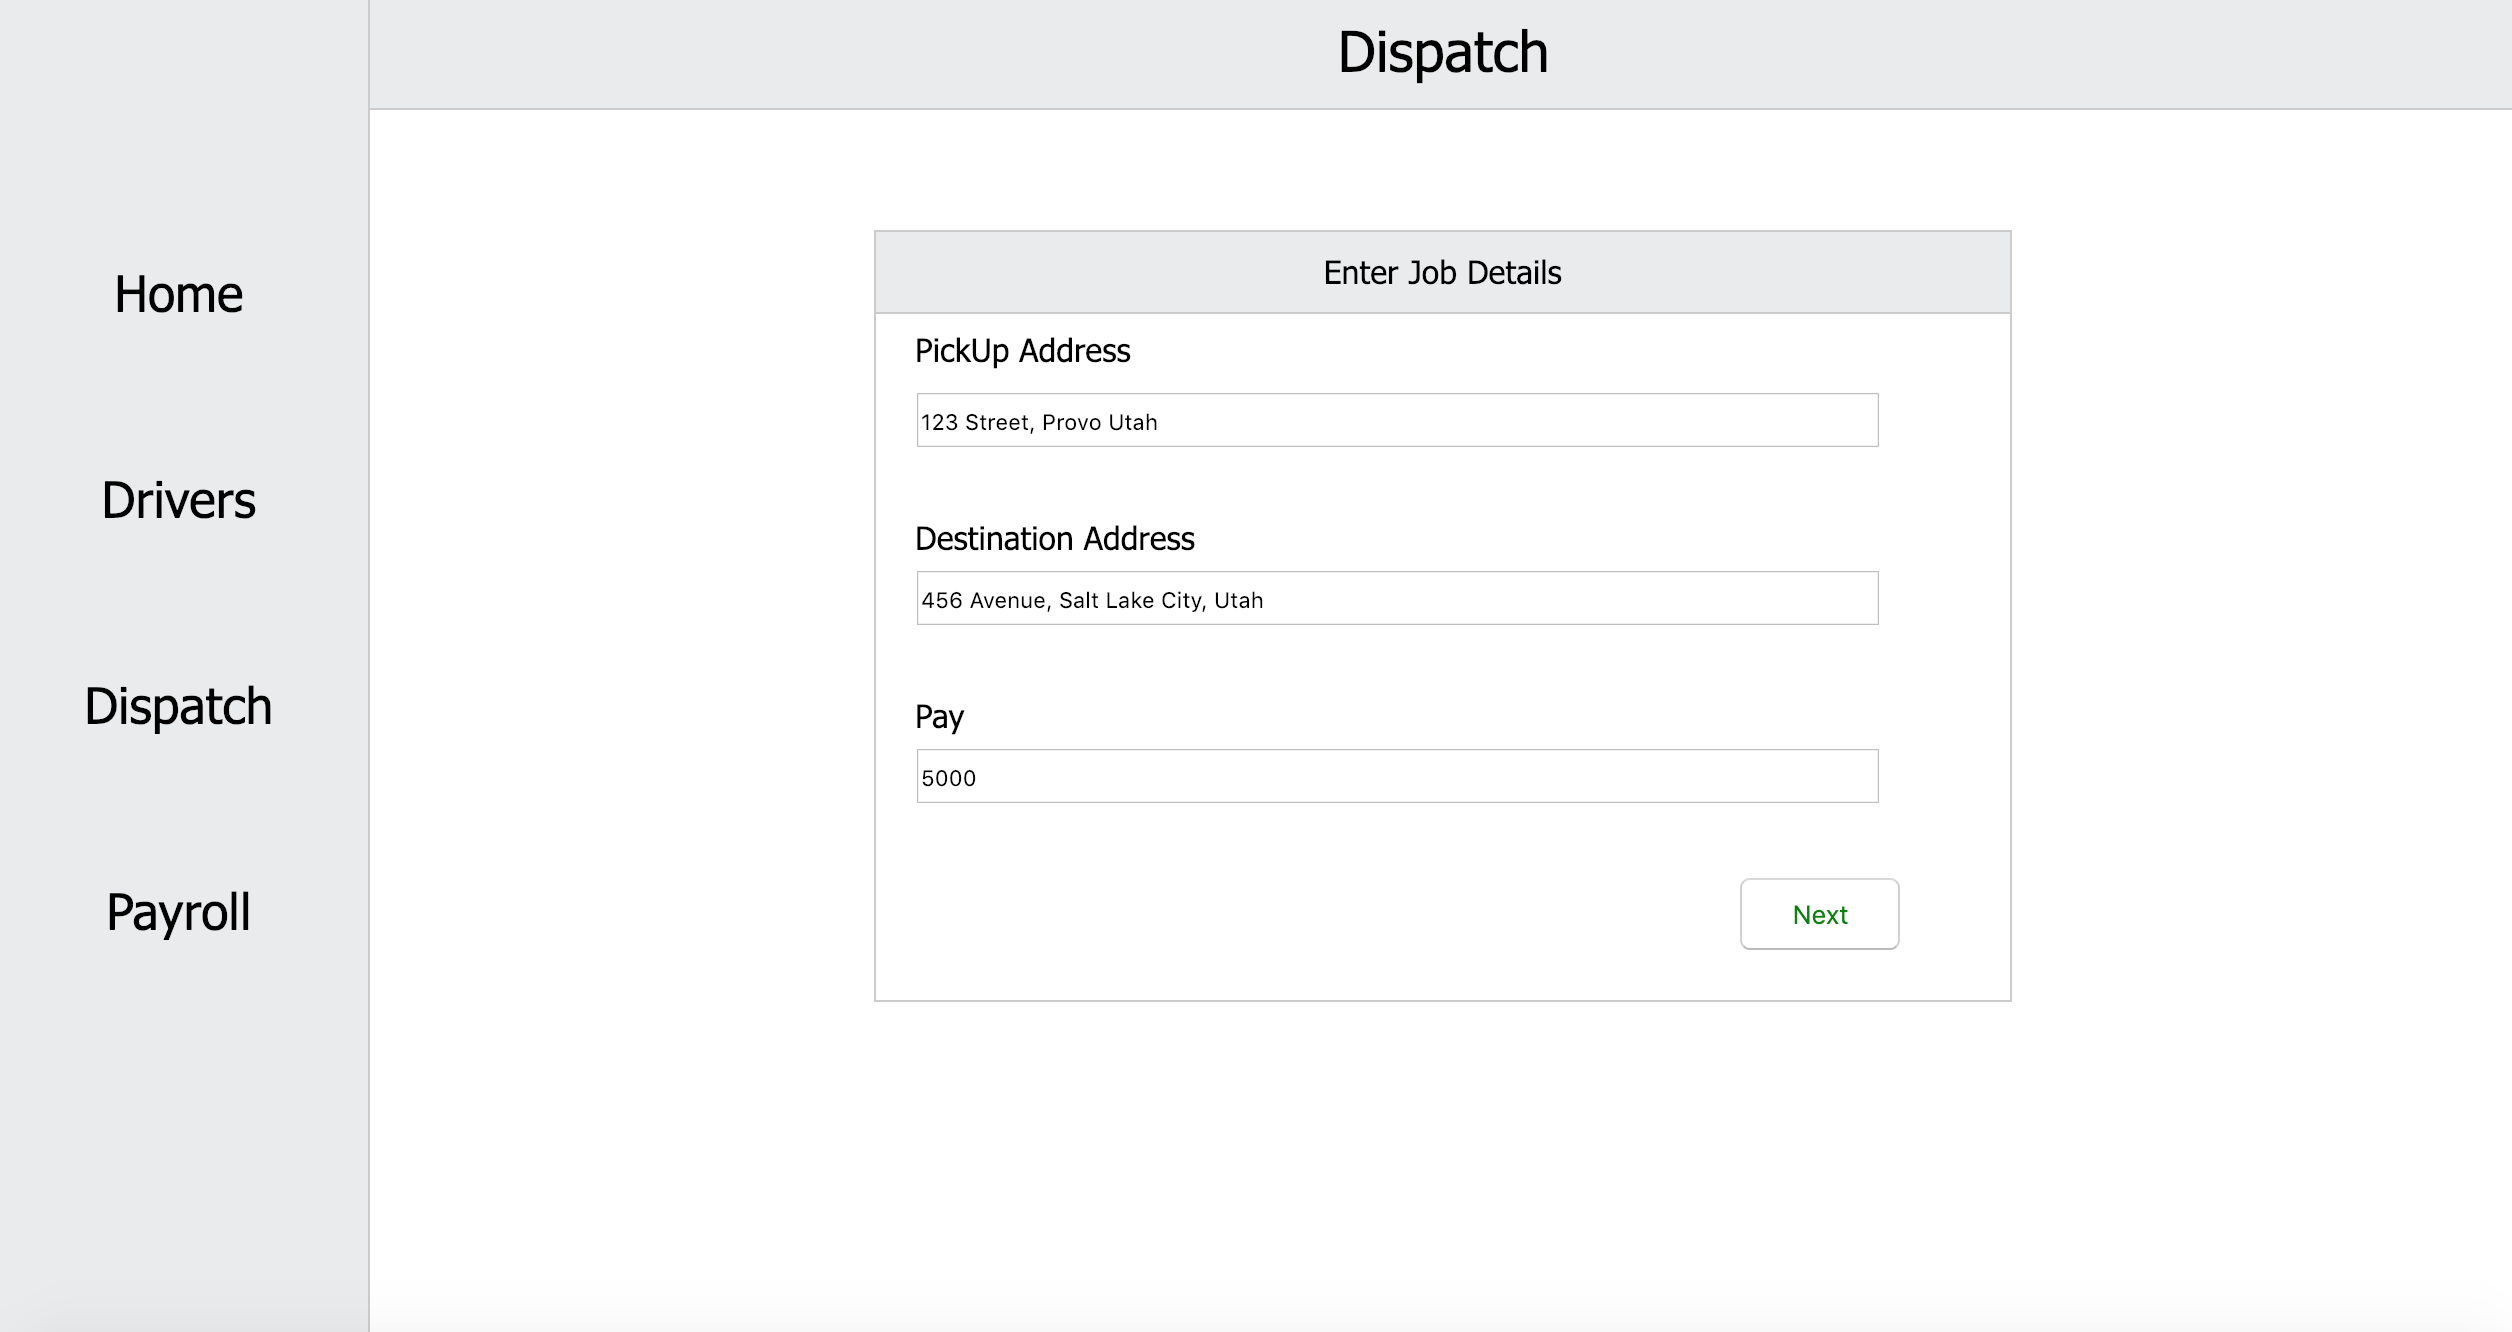 Dispatch
Home
Drivers
Dispatch
Payroll
Enter Job Details
PickUp Address
123 Street, Provo Utah
Destination Address
456 Avenue, Salt Lake City, Utah
Pay
5000
Next